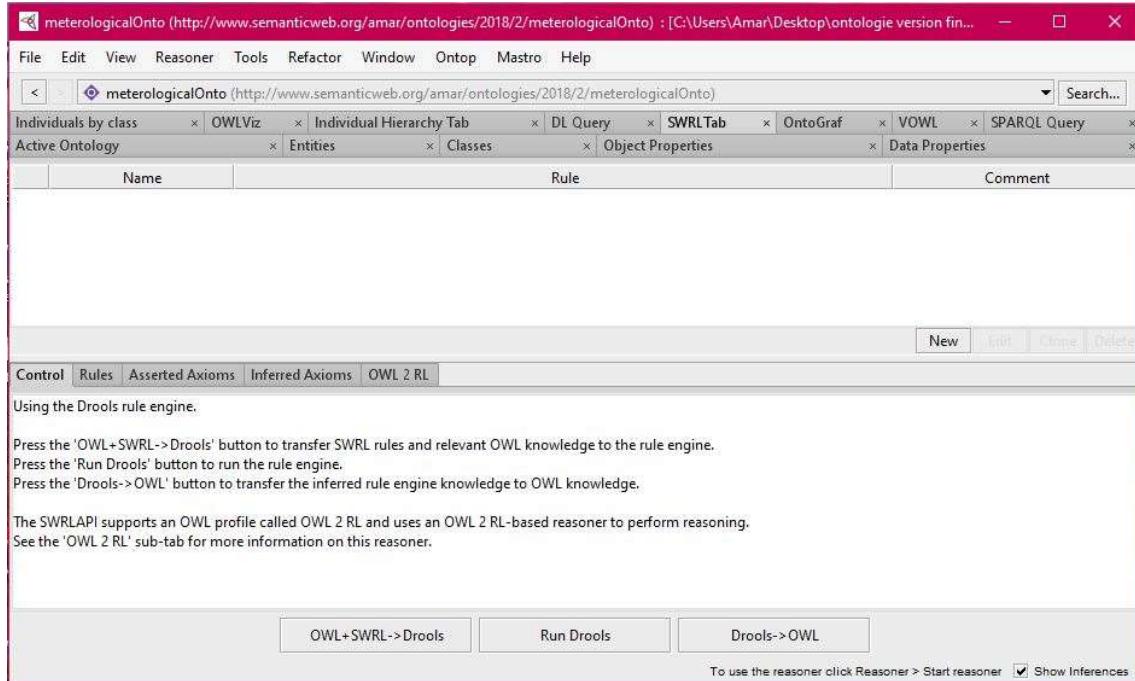 meterologicalOnto (http://www.semanticweb.org/amar/ontologies/2018/2/meterologicalOnto) : [C:\Users\Amar\Desktop\ontologie version fin...
File Edit View Reasoner Tools Refactor Window Ontop Mastro Help
< > meterologicalOnto (http://www.semanticweb.org/amar/ontologies/2018/2/meterologicalOnto) Search...
Individuals by class × OWLViz × Individual Hierarchy Tab × DL Query × SWRLTab × OntoGraf × VOWL × SPARQL Query ×
Active Ontology × Entities × Classes × Object Properties × Data Properties ×
Name Rule Comment
New Edit Clone Delete
Control Rules Asserted Axioms Inferred Axioms OWL 2 RL
Using the Drools rule engine.
Press the 'OWL+SWRL->Drools' button to transfer SWRL rules and relevant OWL knowledge to the rule engine.
Press the 'Run Drools' button to run the rule engine.
Press the 'Drools->OWL' button to transfer the inferred rule engine knowledge to OWL knowledge.
The SWRLAPI supports an OWL profile called OWL 2 RL and uses an OWL 2 RL-based reasoner to perform reasoning.
See the 'OWL 2 RL' sub-tab for more information on this reasoner.
OWL+SWRL->Drools Run Drools Drools->OWL
To use the reasoner click Reasoner > Start reasoner Show Inferences